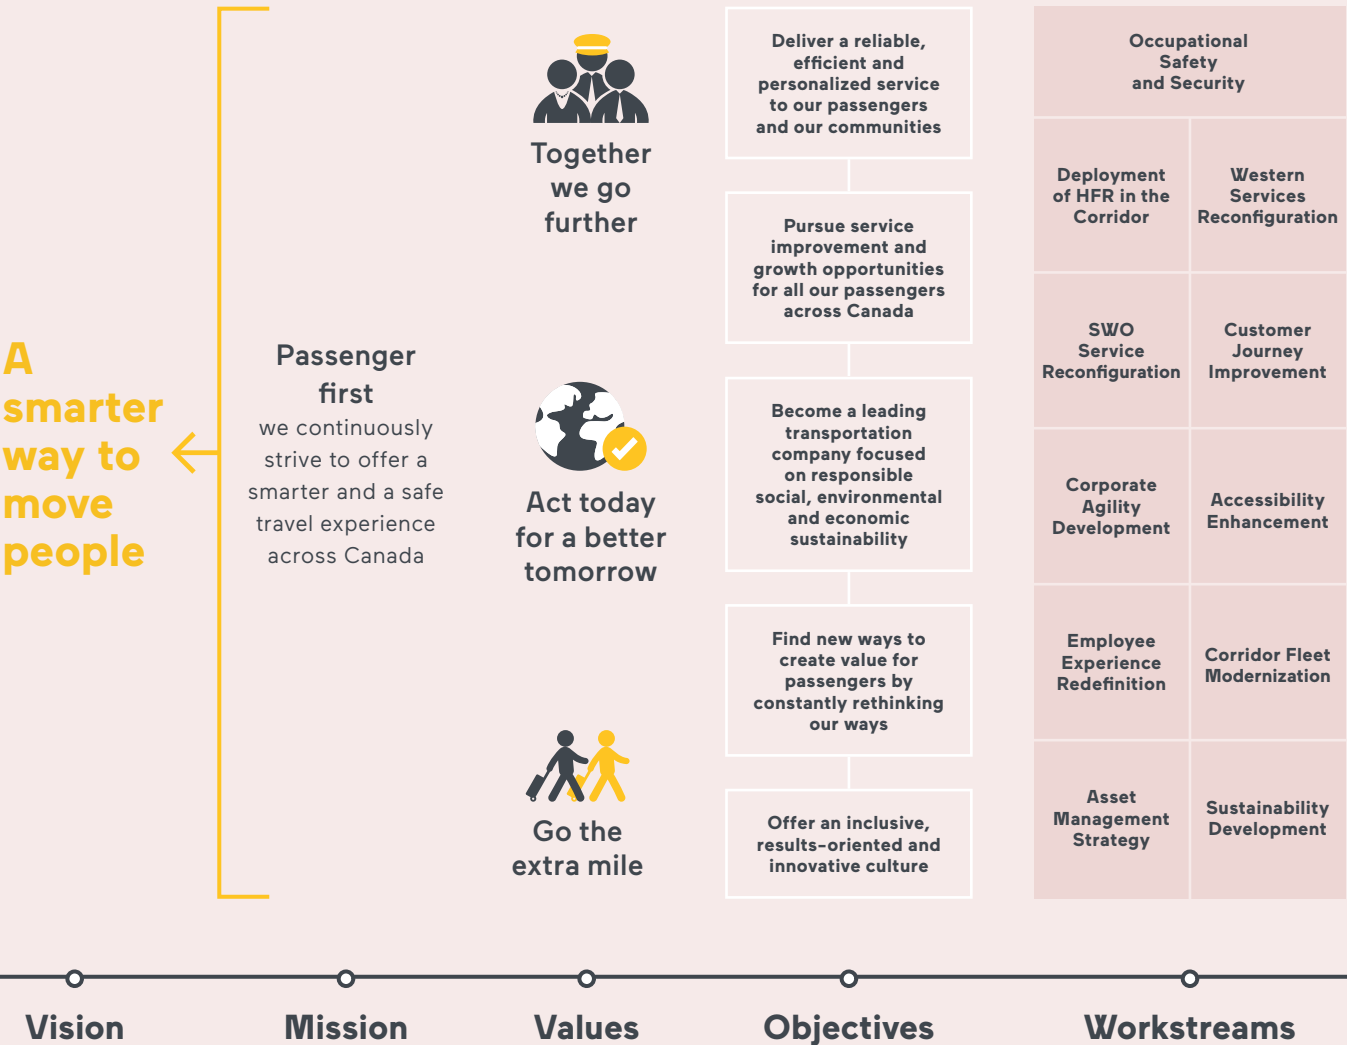 A
smarter
way to
move
people
Passenger
first
we continuously
strive to offer a
smarter and a safe
travel experience
across Canada
Together
we go
further
Act today
for a better
tomorrow
Go the
extra mile
Deliver a reliable,
efficient and
personalized service
to our passengers
and our communities
Pursue service
improvement and
growth opportunities
for all our passengers
across Canada
Become a leading
transportation
company focused
on responsible
social, environmental
and economic
sustainability
Find new ways to
create value for
passengers by
constantly rethinking
our ways
Offer an inclusive,
results-oriented and
innovative culture
Occupational
Safety
and Security
Deployment
of HFR in the
Corridor
Western
Services
Reconfiguration
SWO
Service
Reconfiguration
Customer
Journey
Improvement
Corporate
Agility
Development
Accessibility
Enhancement
Employee
Experience
Redefinition
Corridor Fleet
Modernization
Asset
Management
Strategy
Sustainability
Development
Vision
Mission
Values
Objectives
Workstreams